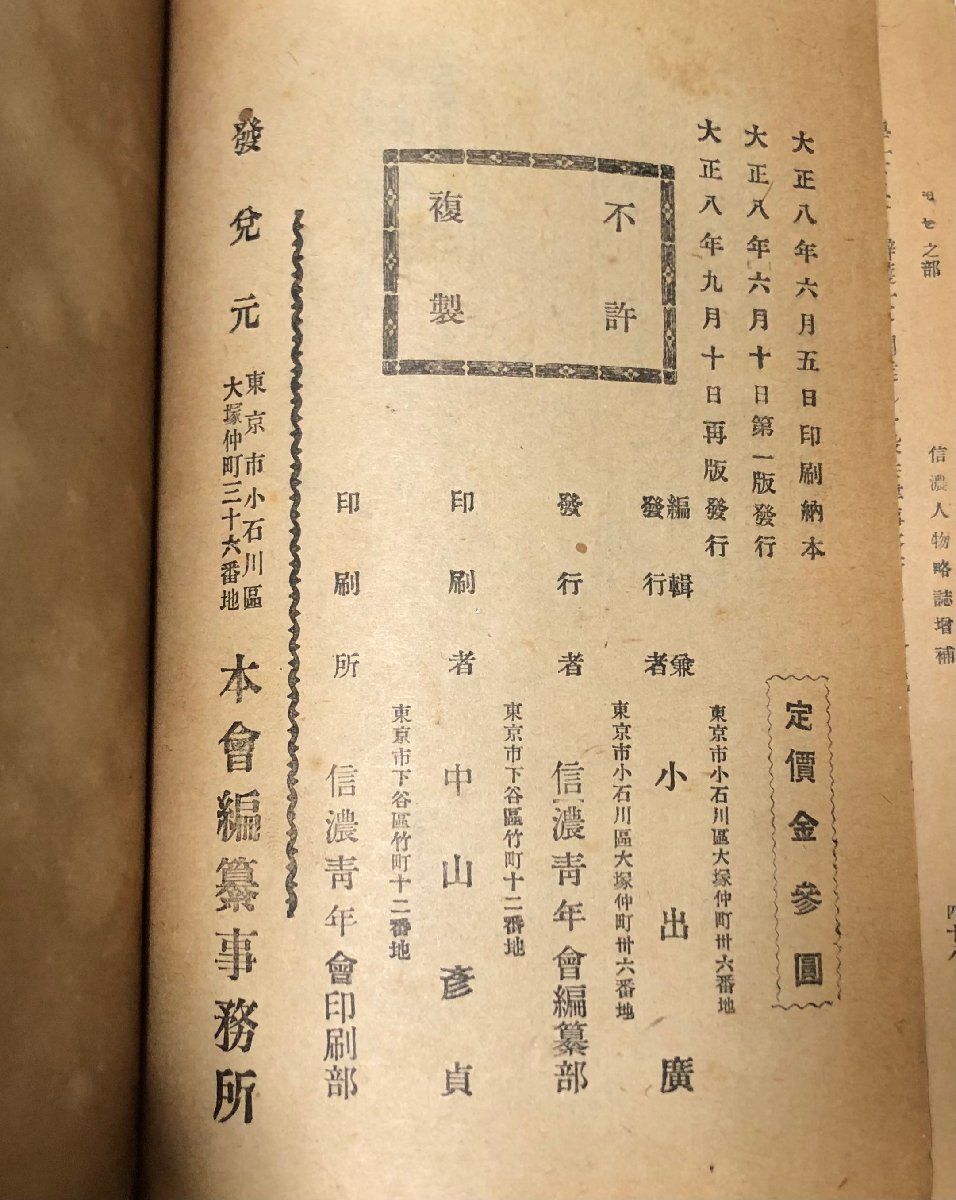 モセ之部
信濃人物略誌增補
大正八年六月五日印刷納本
大正八年六月十日第一版發行
大正八年九月十日再版發行
不許
複製
定價金參圓
東京市小石川區大塚仲町卅六番地
編輯兼
發行者
小出廣
東京市小石川區大塚仲町卅六番地
發行者
信濃靑年會編纂部
東京市下谷區竹町十二番地
印刷者
中山彥貞
東京市下谷區竹町十二番地
印刷所
信濃靑年會印刷部
發兌元
東京市小石川區
大塚仲町三十六番地
本會編纂事務所